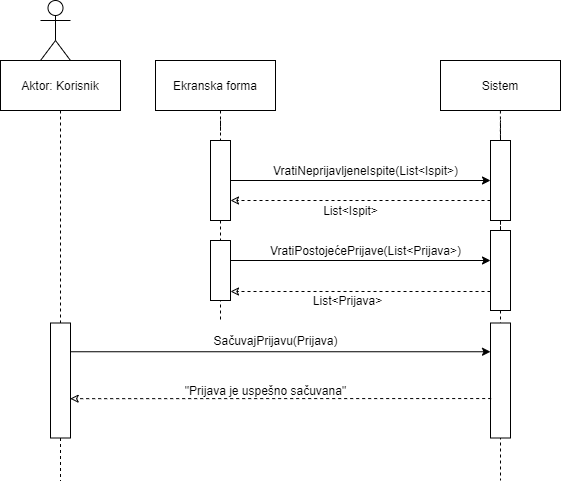 Aktor: Korisnik
Ekranska forma
Sistem
VratiNeprijavljeneIspite(List<Ispit>)
List<Ispit>
VratiPostojećePrijave(List<Prijava>)
List<Prijava>
SačuvajPrijavu(Prijava)
"Prijava je uspešno sačuvana"